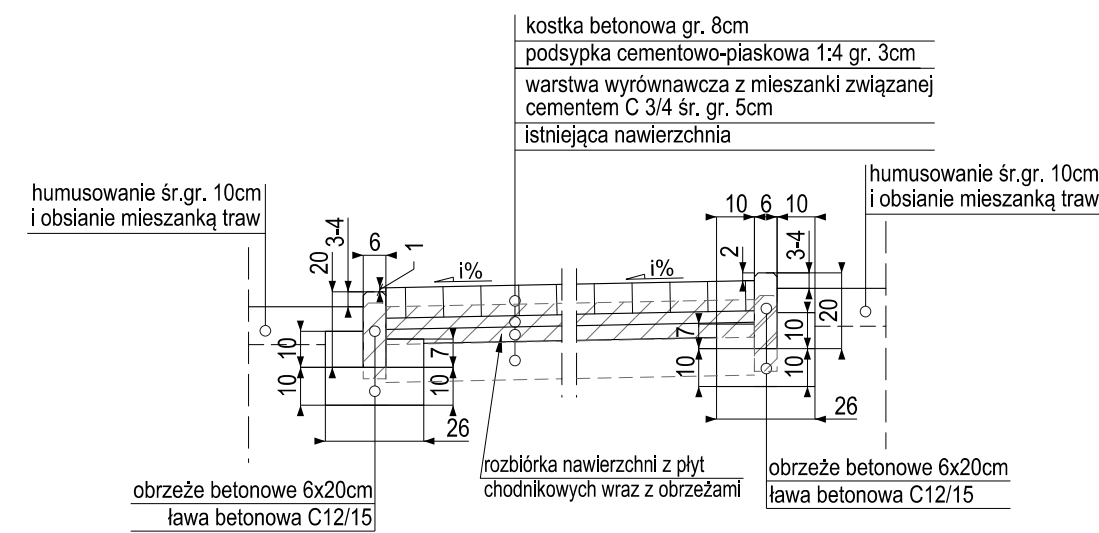 kostka betonowa gr. 8cm
podsypka cementowo-piaskowa 1:4 gr. 3cm
warstwa wyrównawcza z mieszanki związanej
cementem C 3/4 śr. gr. 5cm
istniejąca nawierzchnia
humusowanie śr.gr. 10cm
i obsianie mieszanką traw
humusowanie śr.gr. 10cm
i obsianie mieszanką traw
20
3-4
6
1
i%
i%
10 6 10
2
3-4
20
10
10
7
10
26
7
10
10
10
26
rozbiórka nawierzchni z płyt
chodnikowych wraz z obrzeżami
obrzeże betonowe 6x20cm
ława betonowa C12/15
obrzeże betonowe 6x20cm
ława betonowa C12/15